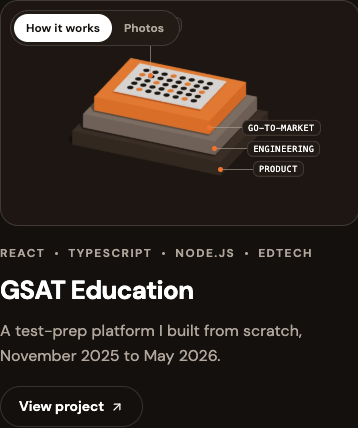 How it works
Photos
GO-TO-MARKET
ENGINEERING
PRODUCT
REACT • TYPESCRIPT • NODE.JS • EDTECH
GSAT Education
A test-prep platform I built from scratch,
November 2025 to May 2026.
View project ↗